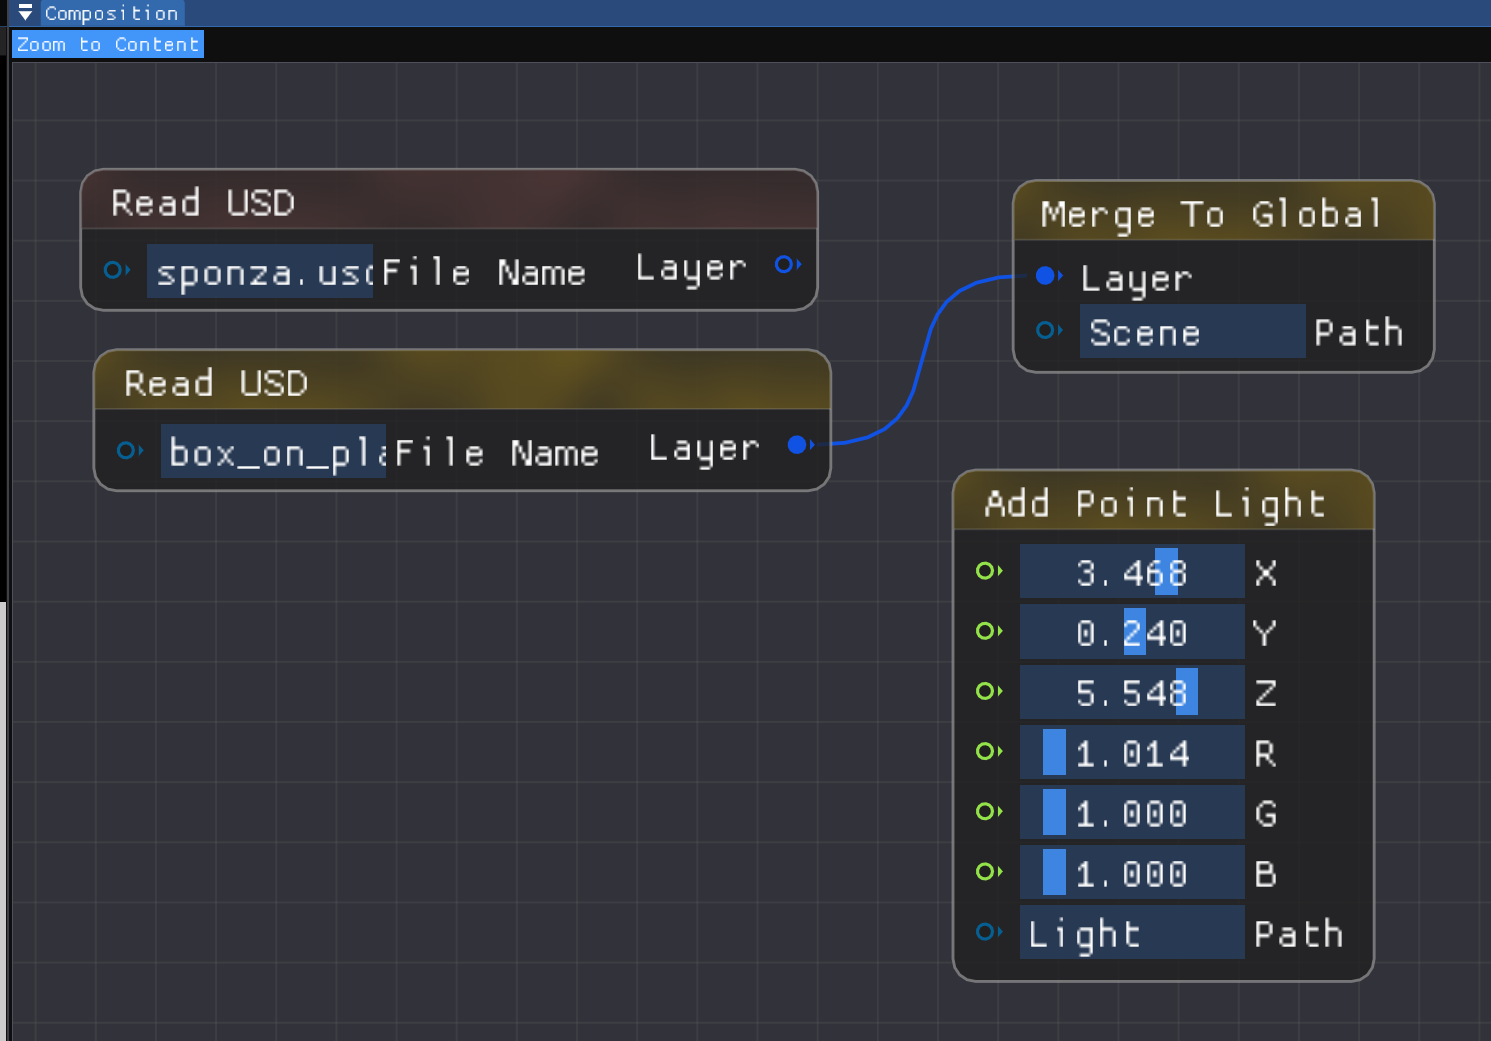 Composition
Zoom to Content
Read USD
sponza.usd File Name Layer
Read USD
box_on_pla File Name Layer
Merge To Global
Layer
Scene Path
Add Point Light
3.468 X
0.240 Y
5.548 Z
1.014 R
1.000 G
1.000 B
Light Path